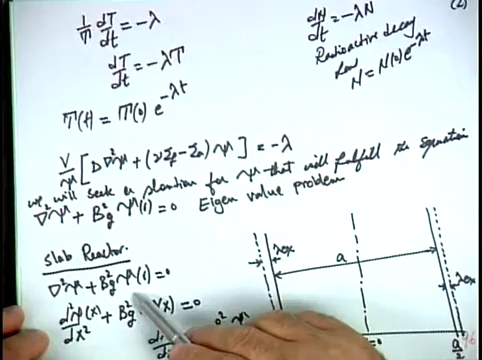 (2)
1/T dT/dt = -λ
dT/dt = -λT
T(t) = T(0) e^-λt
dN/dt = -λN
Radioactive decay
Law
N = N(0) e^-λt
V/ψ [D∇²ψ + (νΣf - Σa) ψ] = -λ
we will seek a solution for ψ that will fulfill the Equation
∇²ψ + Bg² ψ(r) = 0 Eigen value problem
Slab Reactor.
∇²ψ + Bg² ψ(r) = 0
d²ψ(x)/dx² + Bg² (x) = 0
λex
a
λex
a/2